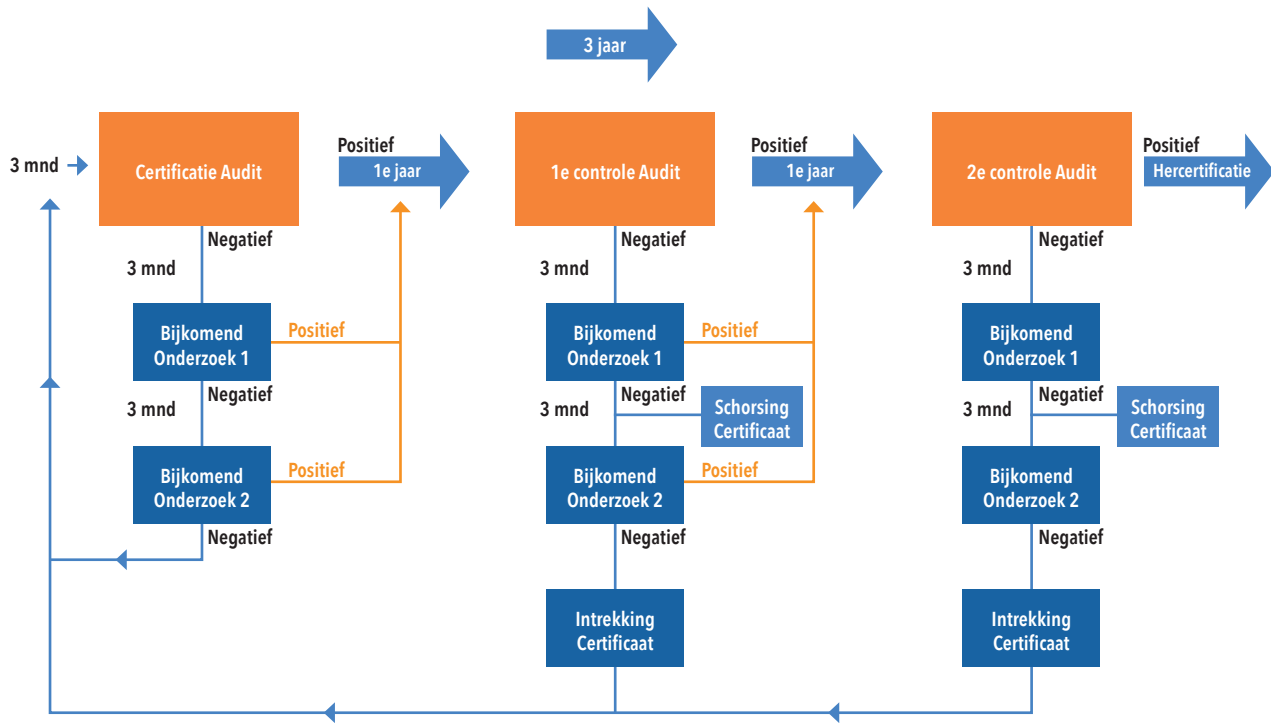 3 jaar
3 mnd
Certificatie Audit
Positief
1e jaar
1e controle Audit
Positief
1e jaar
2e controle Audit
Positief
Hercertificatie
Negatief
3 mnd
Negatief
3 mnd
Negatief
3 mnd
Bijkomend
Onderzoek 1
Positief
Bijkomend
Onderzoek 1
Positief
Bijkomend
Onderzoek 1
Negatief
3 mnd
Negatief
3 mnd
Schorsing
Certificaat
Negatief
3 mnd
Schorsing
Certificaat
Bijkomend
Onderzoek 2
Positief
Bijkomend
Onderzoek 2
Positief
Bijkomend
Onderzoek 2
Negatief
Negatief
Negatief
Intrekking
Certificaat
Intrekking
Certificaat